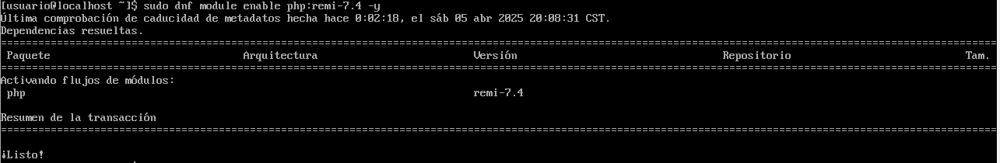 [usuario@localhost ~]$ sudo dnf module enable php:remi-7.4 -y
Última comprobación de caducidad de metadatos hecha hace 0:02:18, el sáb 05 abr 2025 20:08:31 CST.
Dependencias resueltas.
================================================================================================================================================================
Paquete Arquitectura Versión Repositorio Tam.
================================================================================================================================================================
Activando flujos de módulos:
php remi-7.4
Resumen de la transacción
================================================================================================================================================================
¡Listo!